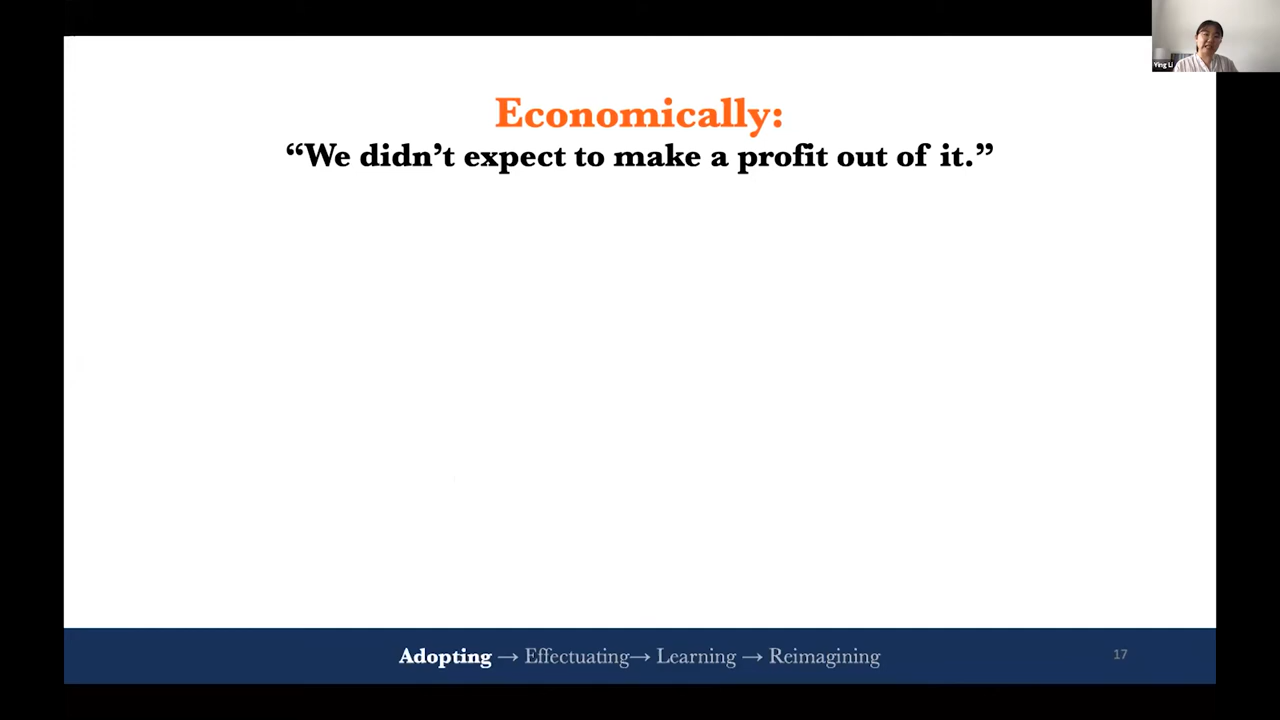 Ying Li
Economically:
“We didn’t expect to make a profit out of it.”
Adopting → Effectuating→ Learning → Reimagining
17